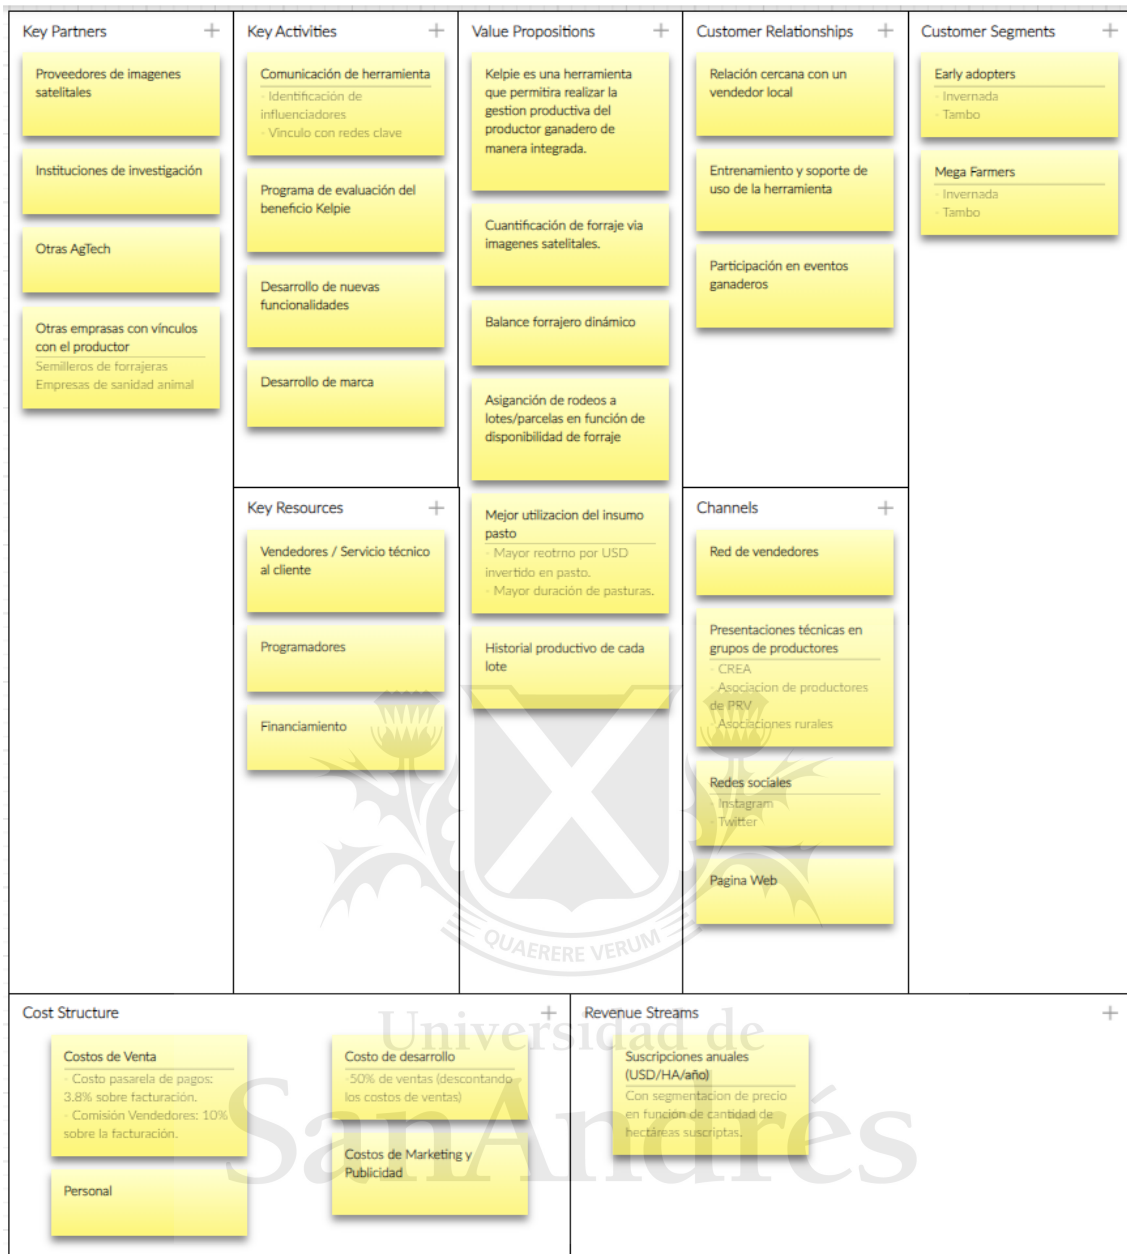 Key Partners
Proveedores de imagenes
satelitales
Instituciones de investigación
Otras AgTech
Otras emprasas con vínculos
con el productor
Semilleros de forrajeras
Empresas de sanidad animal
Key Activities
Comunicación de herramienta
- Identificación de
influenciadores
- Vinculo con redes clave
Programa de evaluación del
beneficio Kelpie
Desarrollo de nuevas
funcionalidades
Desarrollo de marca
Key Resources
Vendedores / Servicio técnico
al cliente
Programadores
Financiamiento
Value Propositions
Kelpie es una herramienta
que permitira realizar la
gestion productiva del
productor ganadero de
manera integrada.
Cuantificación de forraje via
imagenes satelitales.
Balance forrajero dinámico
Asigancíon de rodeos a
lotes/parcelas en función de
disponibilidad de forraje
Mejor utilizacion del insumo
pasto
- Mayor reotrno por USD
invertido en pasto.
- Mayor duración de pasturas.
Historial productivo de cada
lote
Customer Relationships
Relación cercana con un
vendedor local
Entrenamiento y soporte de
uso de la herramienta
Participación en eventos
ganaderos
Channels
Red de vendedores
Presentaciones técnicas en
grupos de productores
- CREA
- Asociacion de productores
de PRV
- Asociaciones rurales
Redes sociales
- Instagram
- Twitter
Pagina Web
Customer Segments
Early adopters
- Invernada
- Tambo
Mega Farmers
- Invernada
- Tambo
Cost Structure
Costos de Venta
- Costo pasarela de pagos:
3.8% sobre facturación.
- Comisión Vendedores: 10%
sobre la facturación.
Personal
Costo de desarrollo
-50% de ventas (descontando
los costos de ventas)
Costos de Marketing y
Publicidad
Revenue Streams
Suscripciones anuales
(USD/HA/año)
Con segmentacion de precio
en función de cantidad de
hectáreas suscriptas.
QUAERERE VERUM
Universidad de
SanAndrés